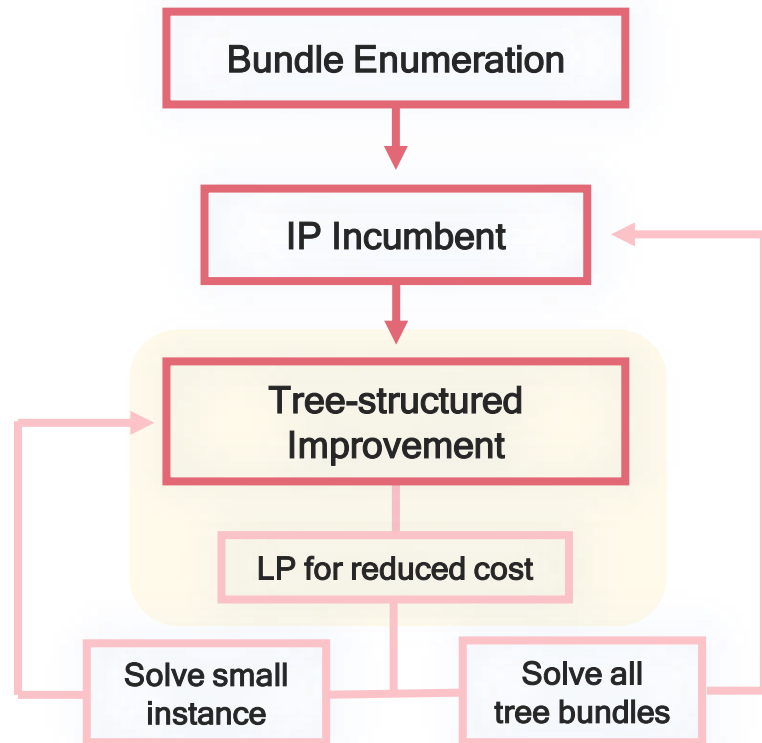 Bundle Enumeration
IP Incumbent
Tree-structured
Improvement
LP for reduced cost
Solve small
instance
Solve all
tree bundles